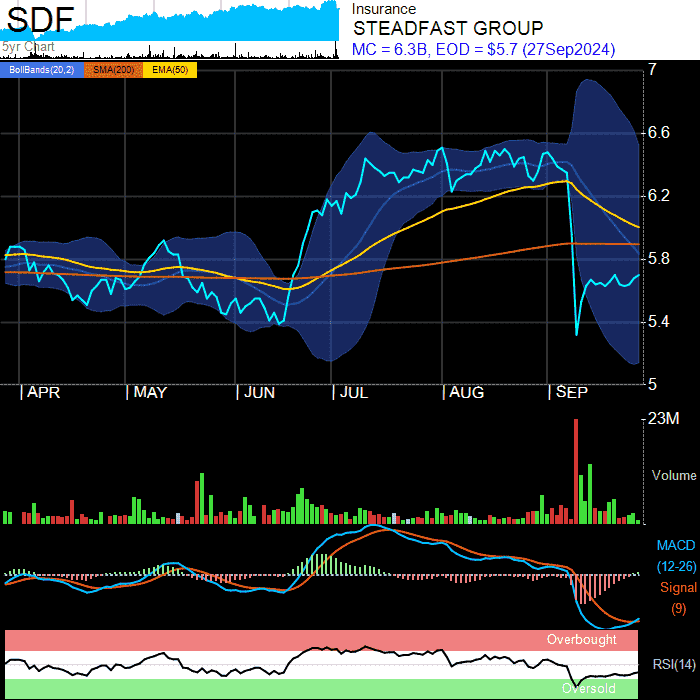 SDF
Insurance
STEADFAST GROUP
5yr Chart
MC = 6.3B, EOD = $5.7 (27Sep2024)
BollBands(20,2) SMA(200) EMA(50)
7
6.6
6.2
5.8
5.4
5
APR MAY JUN JUL AUG SEP
23M
Volume
MACD
(12-26)
Signal
(9)
Overbought
RSI(14)
Oversold